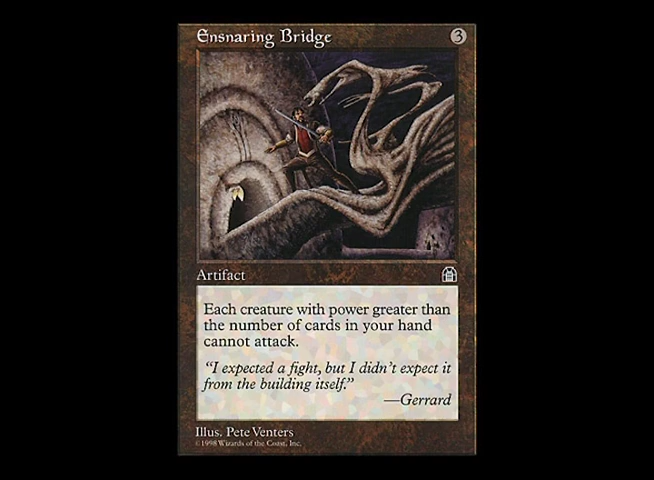 Ensnaring Bridge 3
Artifact
Each creature with power greater than
the number of cards in your hand
cannot attack.
“I expected a fight, but I didn’t expect it
from the building itself.”
—Gerrard
Illus. Pete Venters
©1998 Wizards of the Coast, Inc.